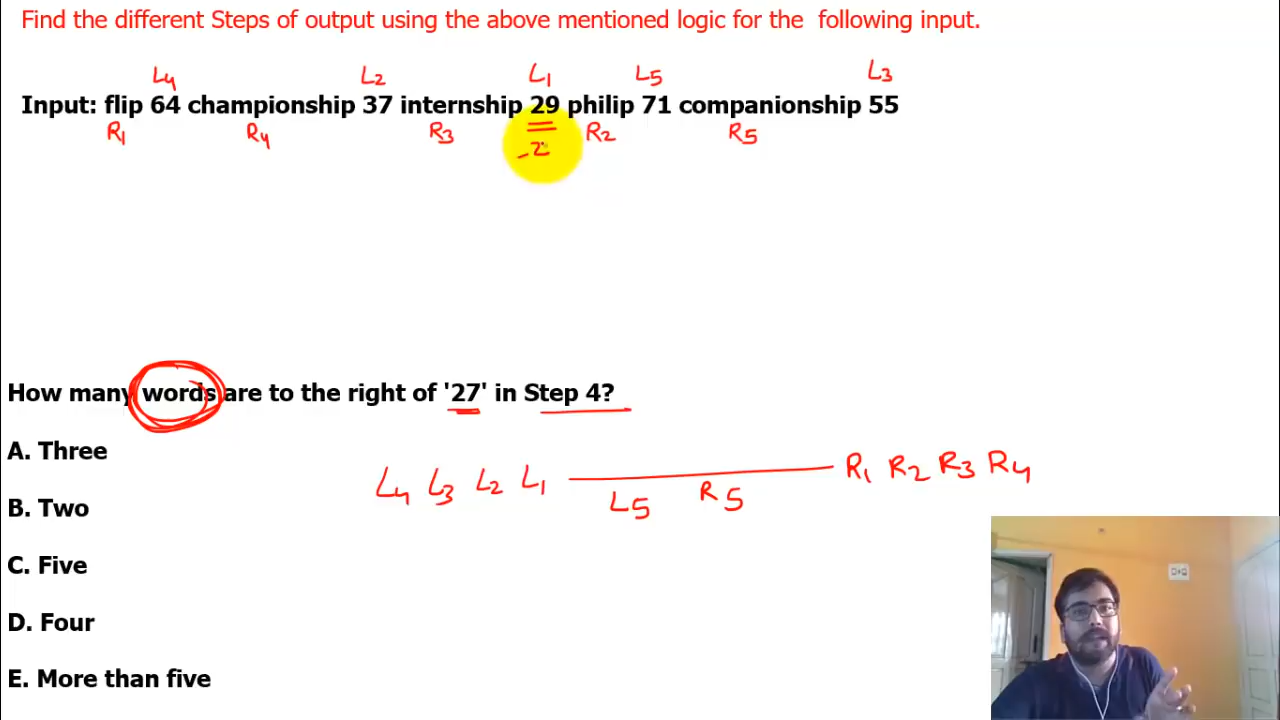 Find the different Steps of output using the above mentioned logic for the following input.
L4 L2 L1 L5 L3
Input: flip 64 championship 37 internship 29 philip 71 companionship 55
R1 R4 R3 R2 R5
-2
How many words are to the right of '27' in Step 4?
A. Three
L4 L3 L2 L1 R1 R2 R3 R4
L5 R5
B. Two
C. Five
D. Four
E. More than five